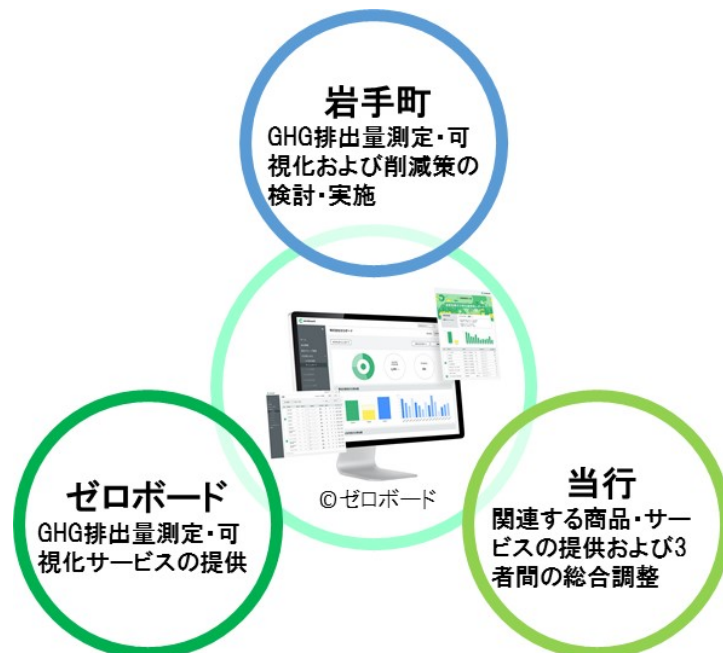 岩手町
GHG排出量測定・可
視化および削減策の
検討・実施
©ゼロボード
ゼロボード
GHG排出量測定・可
視化サービスの提供
当行
関連する商品・サー
ビスの提供および3
者間の総合調整